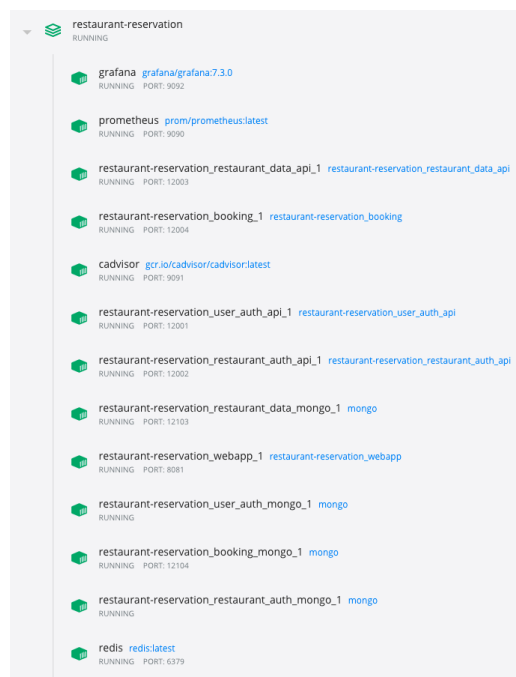 restaurant-reservation
RUNNING
grafana grafana/grafana:7.3.0
RUNNING PORT: 9092
prometheus prom/prometheus:latest
RUNNING PORT: 9090
restaurant-reservation_restaurant_data_api_1 restaurant-reservation_restaurant_data_api
RUNNING PORT: 12003
restaurant-reservation_booking_1 restaurant-reservation_booking
RUNNING PORT: 12004
cadvisor gcr.io/cadvisor/cadvisor:latest
RUNNING PORT: 9091
restaurant-reservation_user_auth_api_1 restaurant-reservation_user_auth_api
RUNNING PORT: 12001
restaurant-reservation_restaurant_auth_api_1 restaurant-reservation_restaurant_auth_api
RUNNING PORT: 12002
restaurant-reservation_restaurant_data_mongo_1 mongo
RUNNING PORT: 12103
restaurant-reservation_webapp_1 restaurant-reservation_webapp
RUNNING PORT: 8081
restaurant-reservation_user_auth_mongo_1 mongo
RUNNING
restaurant-reservation_booking_mongo_1 mongo
RUNNING PORT: 12104
restaurant-reservation_restaurant_auth_mongo_1 mongo
RUNNING
redis redis:latest
RUNNING PORT: 6379